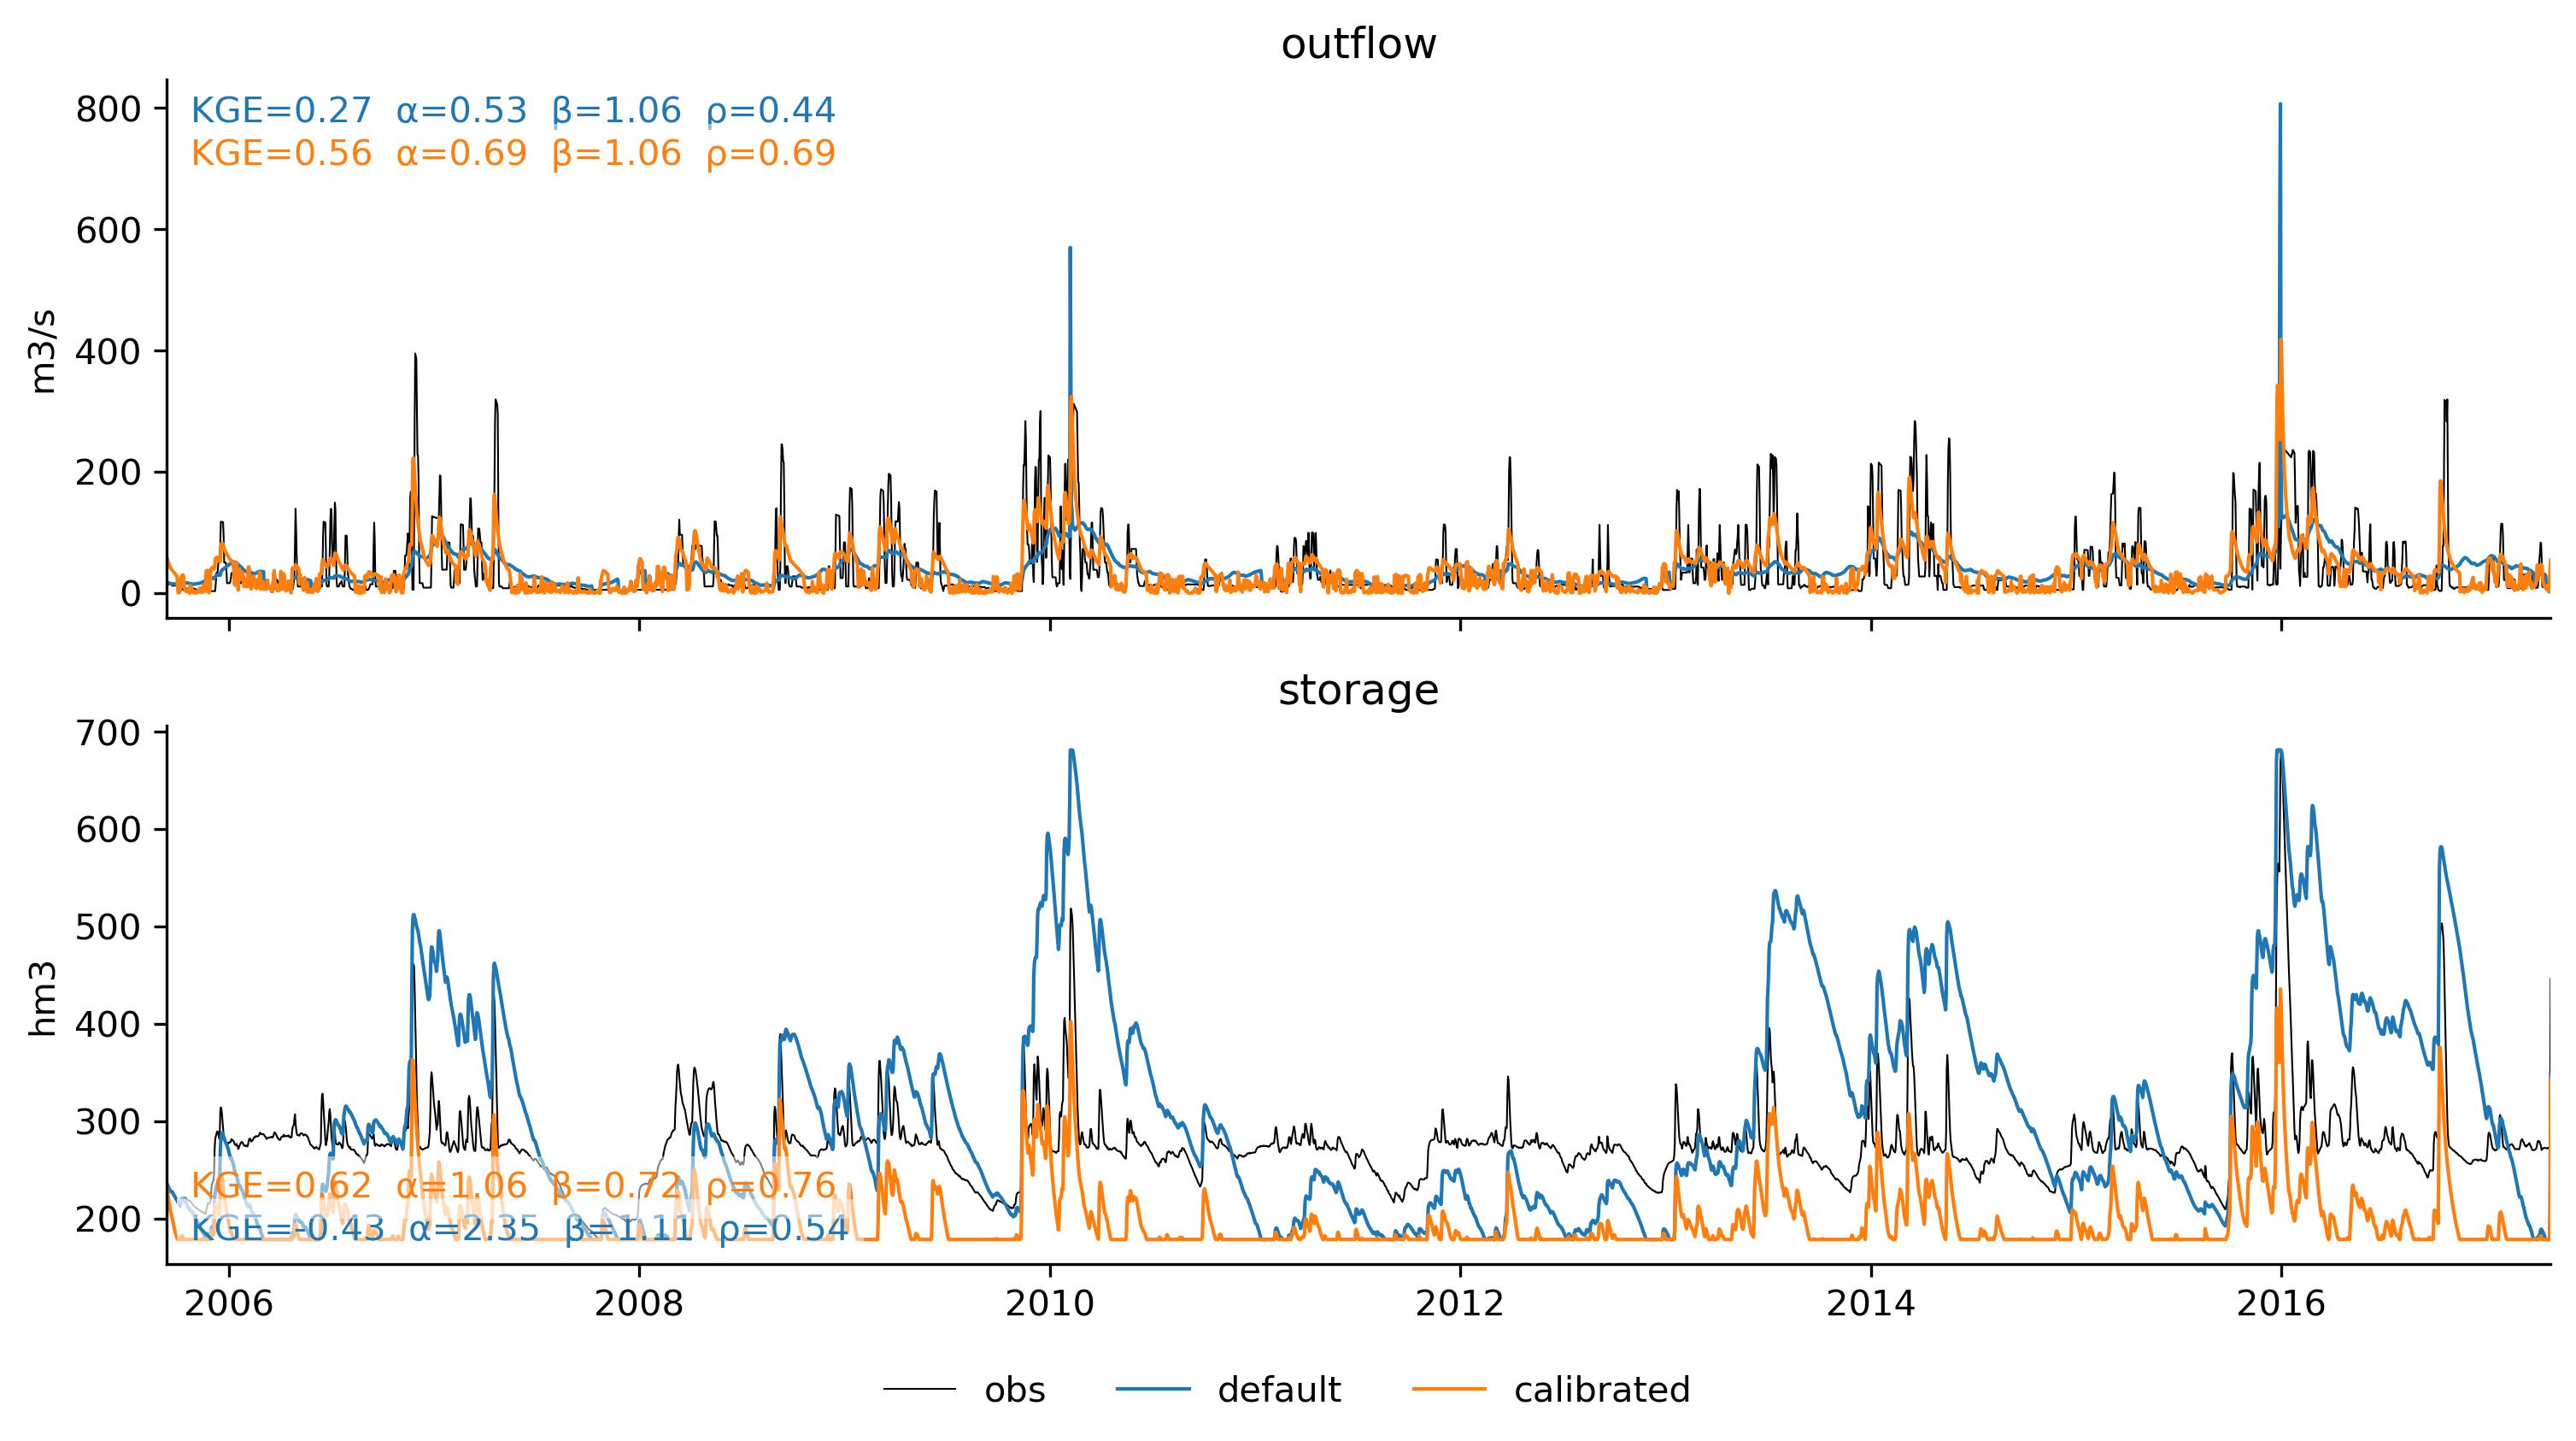 outflow
KGE=0.27 α=0.53 β=1.06 ρ=0.44
KGE=0.56 α=0.69 β=1.06 ρ=0.69
800
600
400
200
0
m3/s
storage
700
600
500
400
300
200
hm3
KGE=0.62 α=1.06 β=0.72 ρ=0.76
KGE=-0.43 α=2.35 β=1.11 ρ=0.54
2006 2008 2010 2012 2014 2016
obs default calibrated